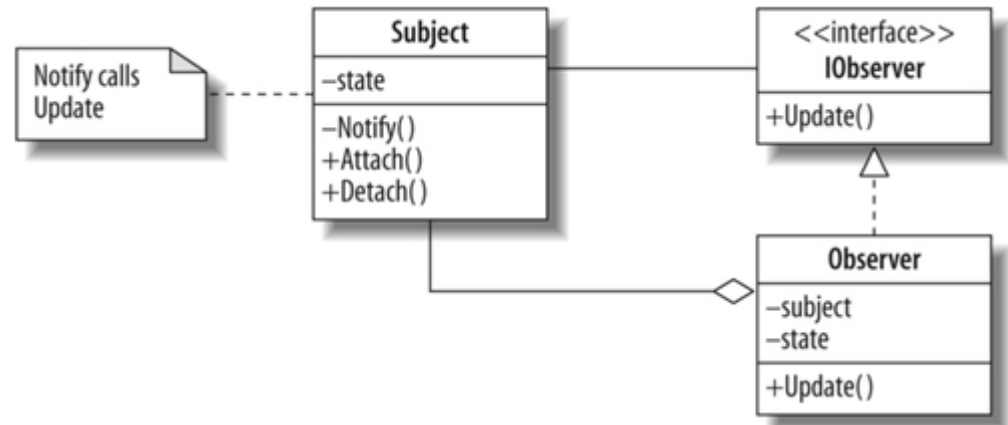 Notify calls
Update
Subject
–state
–Notify()
+Attach()
+Detach()
<<interface>>
IObserver
+Update()
Observer
–subject
–state
+Update()